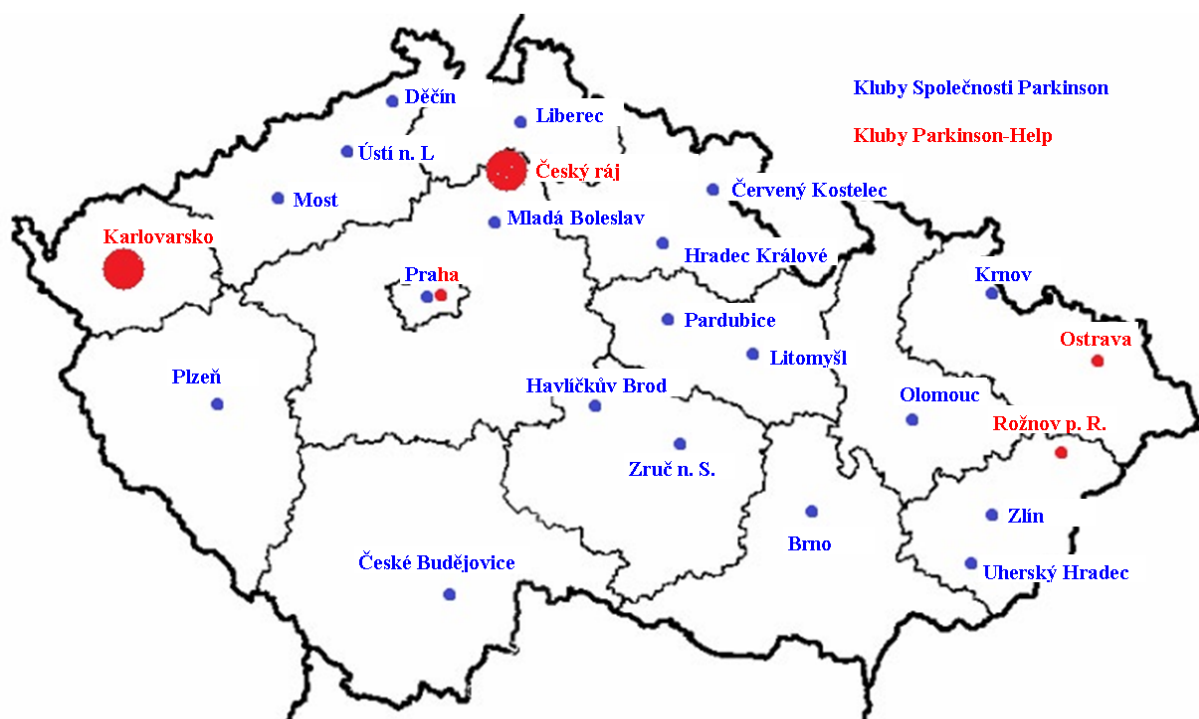 Děčín
Kluby Společnosti Parkinson
Liberec
Kluby Parkinson-Help
Ústí n. L
Český ráj
Most
Červený Kostelec
Mladá Boleslav
Karlovarsko
Hradec Králové
Praha
Krnov
Pardubice
Ostrava
Litomyšl
Plzeň
Havlíčkův Brod
Olomouc
Rožnov p. R.
Zruč n. S.
Zlín
Brno
České Budějovice
Uherský Hradec